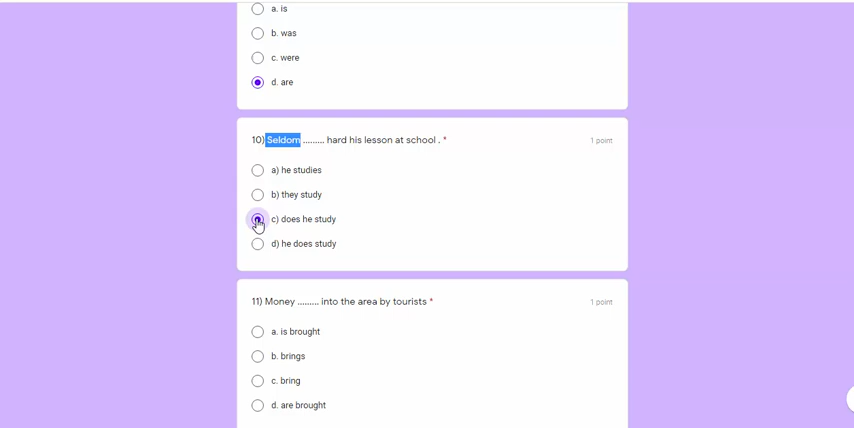 a. is
b. was
c. were
d. are
10) Seldom ......... hard his lesson at school . *
1 point
a) he studies
b) they study
c) does he study
d) he does study
11) Money ......... into the area by tourists *
1 point
a. is brought
b. brings
c. bring
d. are brought